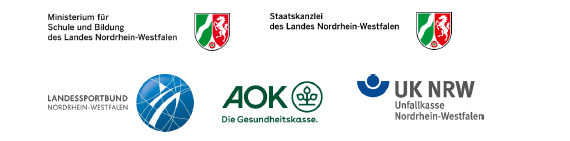 Ministerium für
Schule und Bildung
des Landes Nordrhein-Westfalen
Staatskanzlei
des Landes Nordrhein-Westfalen
LANDESSPORTBUND
NORDRHEIN-WESTFALEN
AOK
Die Gesundheitskasse.
UK NRW
Unfallkasse
Nordrhein-Westfalen